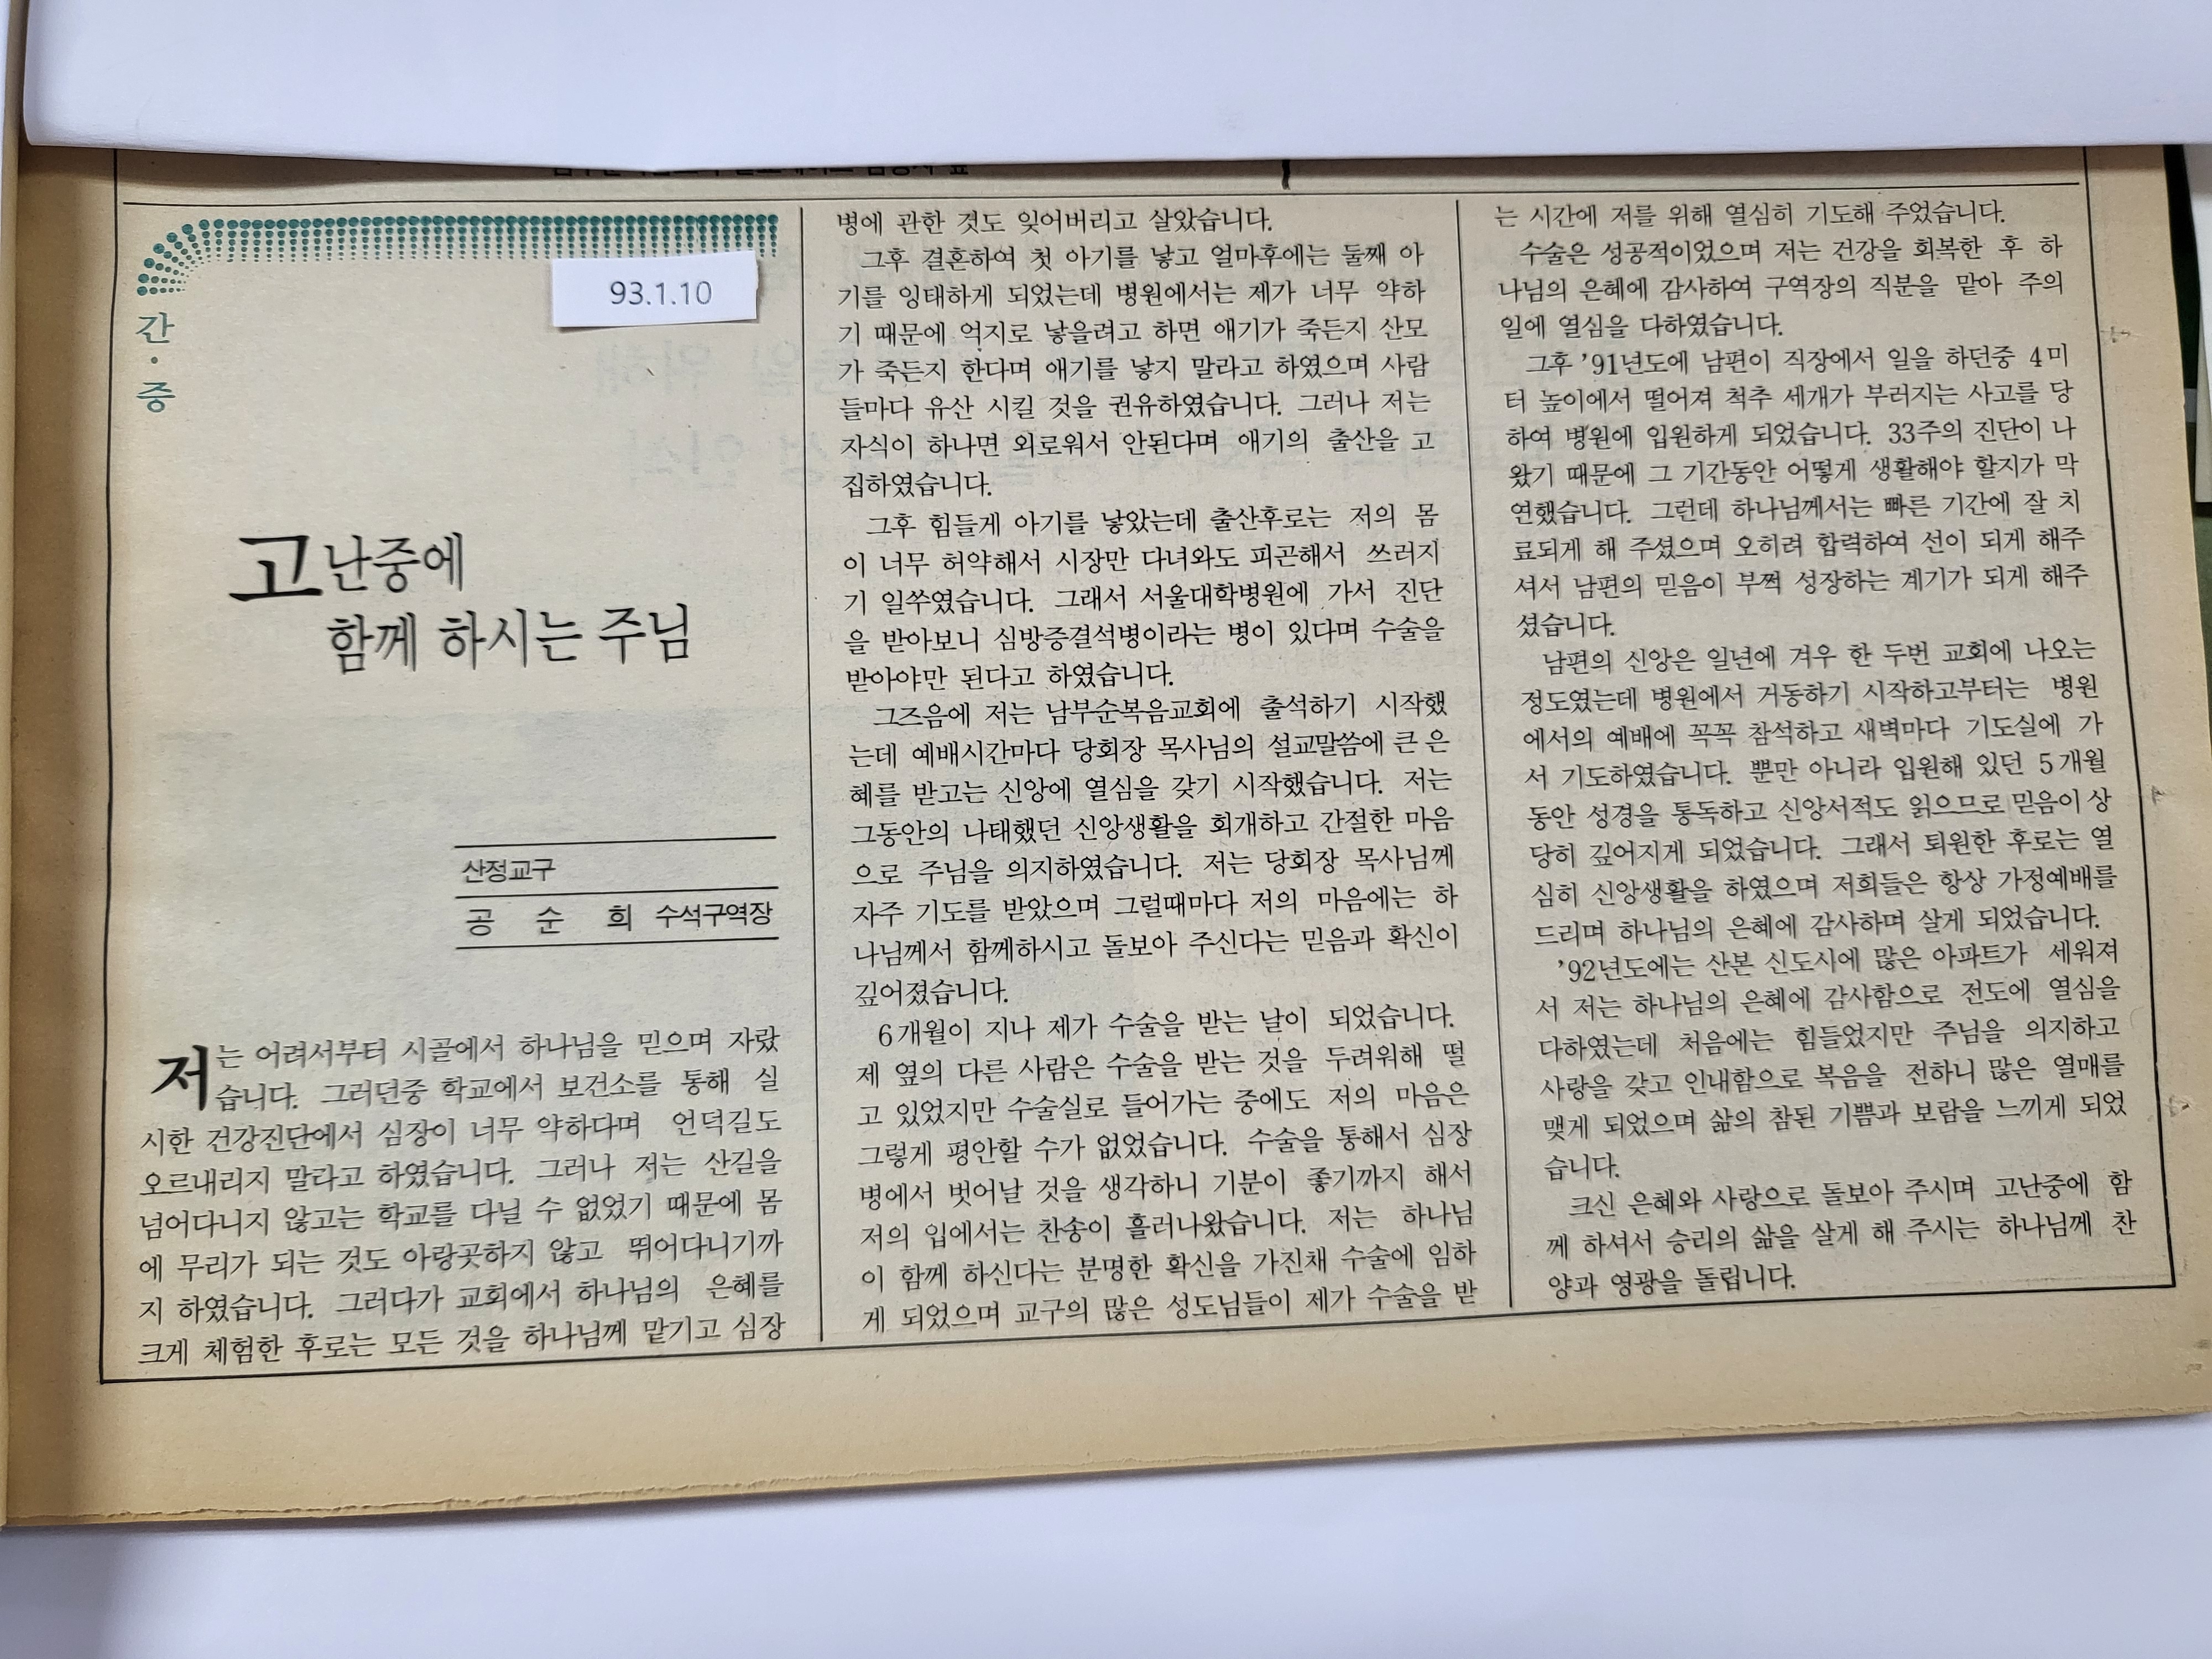 93.1.10
간·증
고난중에
함께 하시는 주님
산정교구
공 순 희 수석구역장
저는 어려서부터 시골에서 하나님을 믿으며 자랐
습니다. 그러던중 학교에서 보건소를 통해 실
시한 건강진단에서 심장이 너무 약하다며 언덕길도
오르내리지 말라고 하였습니다. 그러나 저는 산길을
넘어다니지 않고는 학교를 다닐 수 없었기 때문에 몸
에 무리가 되는 것도 아랑곳하지 않고 뛰어다니기까
지 하였습니다. 그러다가 교회에서 하나님의 은혜를
크게 체험한 후로는 모든 것을 하나님께 맡기고 심장
병에 관한 것도 잊어버리고 살았습니다.
그후 결혼하여 첫 아기를 낳고 얼마후에는 둘째 아
기를 잉태하게 되었는데 병원에서는 제가 너무 약하
기 때문에 억지로 낳을려고 하면 애기가 죽든지 산모
가 죽든지 한다며 애기를 낳지 말라고 하였으며 사람
들마다 유산 시킬 것을 권유하였습니다. 그러나 저는
자식이 하나면 외로워서 안된다며 애기의 출산을 고
집하였습니다.
그후 힘들게 아기를 낳았는데 출산후로는 저의 몸
이 너무 허약해서 시장만 다녀와도 피곤해서 쓰러지
기 일쑤였습니다. 그래서 서울대학병원에 가서 진단
을 받아보니 심방중결석병이라는 병이 있다며 수술을
받아야만 된다고 하였습니다.
그즈음에 저는 남부순복음교회에 출석하기 시작했
는데 예배시간마다 당회장 목사님의 설교말씀에 큰 은
혜를 받고는 신앙에 열심을 갖기 시작했습니다. 저는
그동안의 나태했던 신앙생활을 회개하고 간절한 마음
으로 주님을 의지하였습니다. 저는 당회장 목사님께
자주 기도를 받았으며 그럴때마다 저의 마음에는 하
나님께서 함께하시고 돌보아 주신다는 믿음과 확신이
깊어졌습니다.
6개월이 지나 제가 수술을 받는 날이 되었습니다.
제 옆의 다른 사람은 수술을 받는 것을 두려워해 떨
고 있었지만 수술실로 들어가는 중에도 저의 마음은
그렇게 평안할 수가 없었습니다. 수술을 통해서 심장
병에서 벗어날 것을 생각하니 기분이 좋기까지 해서
저의 입에서는 찬송이 흘러나왔습니다. 저는 하나님
이 함께 하신다는 분명한 확신을 가진채 수술에 임하
게 되었으며 교구의 많은 성도님들이 제가 수술을 받
는 시간에 저를 위해 열심히 기도해 주었습니다.
수술은 성공적이었으며 저는 건강을 회복한 후 하
나님의 은혜에 감사하여 구역장의 직분을 맡아 주의
일에 열심을 다하였습니다.
그후 '91년도에 남편이 직장에서 일을 하던중 4미
터 높이에서 떨어져 척추 세개가 부러지는 사고를 당
하여 병원에 입원하게 되었습니다. 33주의 진단이 나
왔기 때문에 그 기간동안 어떻게 생활해야 할지가 막
연했습니다. 그런데 하나님께서는 빠른 기간에 잘 치
료되게 해 주셨으며 오히려 합력하여 선이 되게 해주
셔서 남편의 믿음이 부쩍 성장하는 계기가 되게 해주
셨습니다.
남편의 신앙은 일년에 겨우 한 두번 교회에 나오는
정도였는데 병원에서 거동하기 시작하고부터는 병원
에서의 예배에 꼭꼭 참석하고 새벽마다 기도실에 가
서 기도하였습니다. 뿐만 아니라 입원해 있던 5개월
동안 성경을 통독하고 신앙서적도 읽으므로 믿음이 상
당히 깊어지게 되었습니다. 그래서 퇴원한 후로는 열
심히 신앙생활을 하였으며 저희들은 항상 가정예배를
드리며 하나님의 은혜에 감사하며 살게 되었습니다.
'92년도에는 산본 신도시에 많은 아파트가 세워져
서 저는 하나님의 은혜에 감사함으로 전도에 열심을
다하였는데 처음에는 힘들었지만 주님을 의지하고
사랑을 갖고 인내함으로 복음을 전하니 많은 열매를
맺게 되었으며 삶의 참된 기쁨과 보람을 느끼게 되었
습니다.
크신 은혜와 사랑으로 돌보아 주시며 고난중에 함
께 하셔서 승리의 삶을 살게 해 주시는 하나님께 찬
양과 영광을 돌립니다.